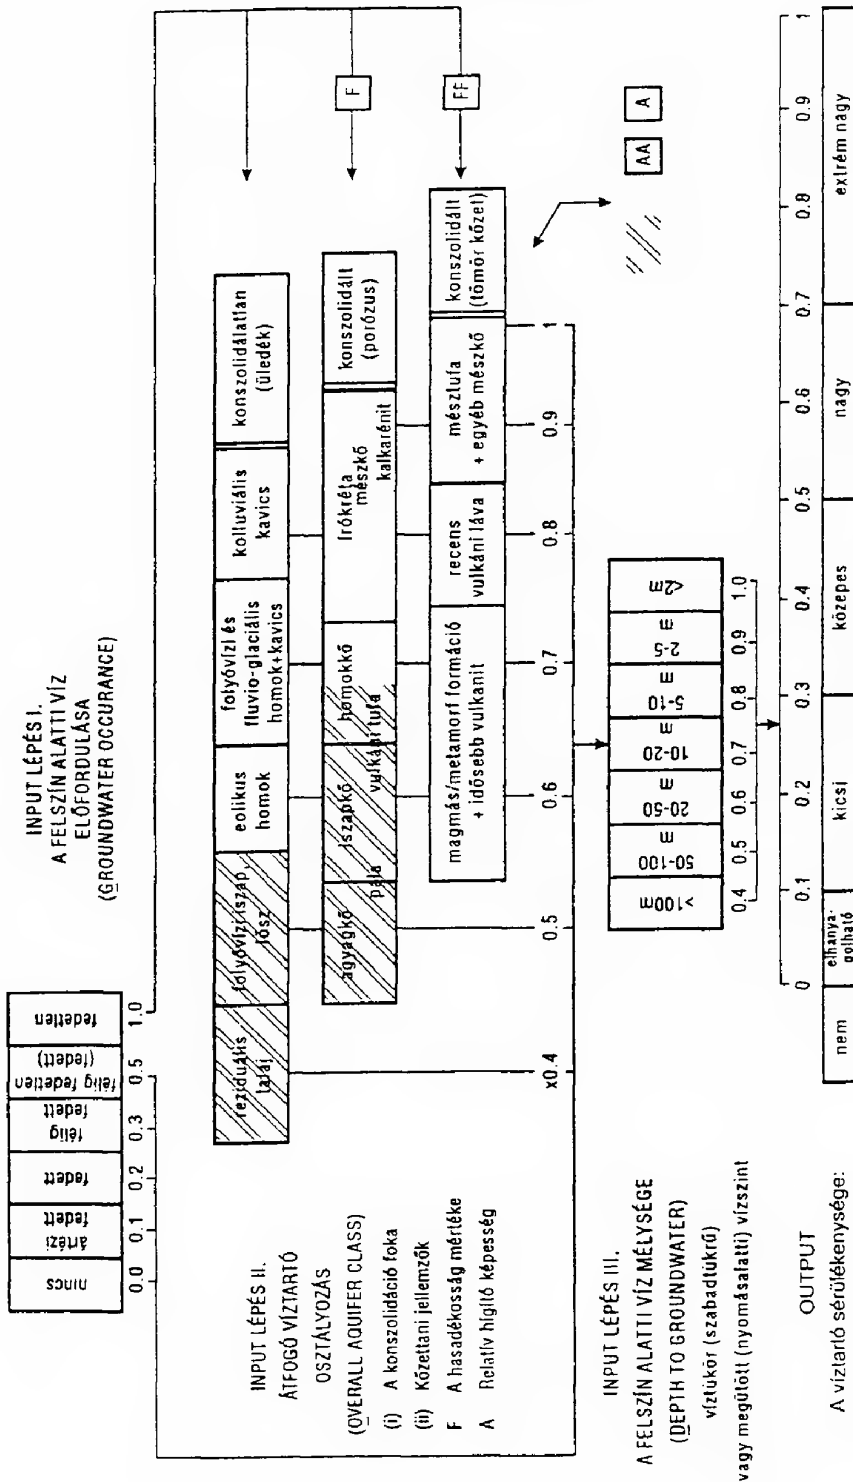 INPUT LÉPÉS I.
A FELSZÍN ALATTI VÍZ
ELŐFORDULÁSA
(GROUNDWATER OCCURANCE)
nincs
ártézi
fedett
fedett
félig
fedett
félig fedetlen
(fedett)
fedetlen
0.0
0.1
0.2
0.3
0.5
1.0
INPUT LÉPÉS II.
ÁTFOGÓ VÍZTARTÓ
OSZTÁLYOZÁS
(OVERALL AQUIFER CLASS)
(i) A konszolidáció foka
(ii) Kőzettani jellemzők
F A hasadékosság mértéke
A Relatív hígító képesség
reziduális
talaj
folyóvízi iszap
lösz
eolikus
homok
folyóvízi és
fluvio-glaciális
homok+kavics
kolluviális
kavics
konszolidálatlan
(üledék)
agyagkő
pala
iszapkő
homokkő
vulkáni tufa
írókréta
mészkő
kalkarénit
konszolidált
(porózus)
F
magmás/metamorf formáció
+ idősebb vulkanit
recens
vulkáni láva
mésztufa
+ egyéb mészkő
konszolidált
(tömör kőzet)
FF
x0.4
0.5
0.6
0.7
0.8
0.9
1
AA
A
INPUT LÉPÉS III.
A FELSZÍN ALATTI VÍZ MÉLYSÉGE
(DEPTH TO GROUNDWATER)
víztükör (szabadtükrű)
vagy megütött (nyomásalatti) vízszint
>100m
50-100
m
20-50
m
10-20
m
5-10
m
2-5
m
<2m
0.4
0.5
0.6
0.7
0.8
0.9
1.0
OUTPUT
A víztartó sérülékenysége:
0
0.1
0.2
0.3
0.4
0.5
0.6
0.7
0.8
0.9
1
nem
elhanya-
golható
kicsi
közepes
nagy
extrém nagy